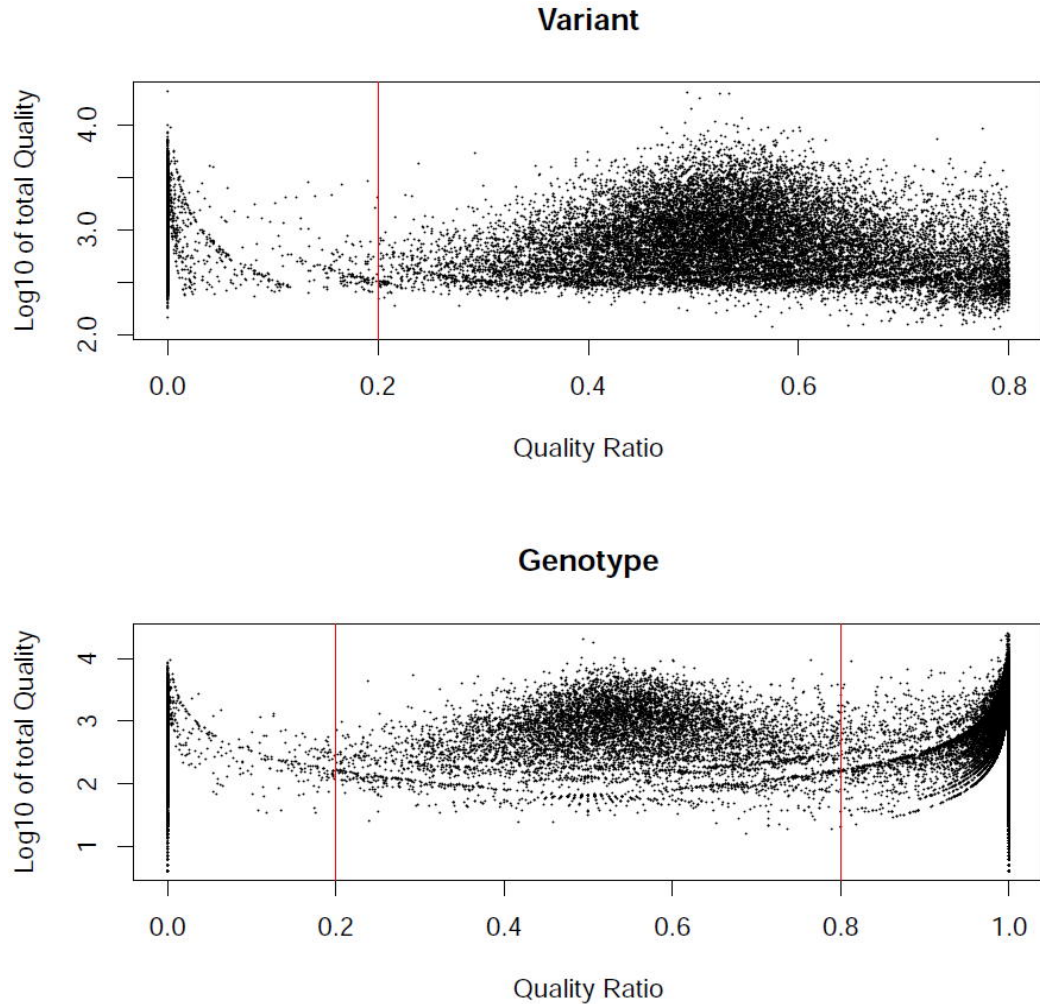 Variant
Log10 of total Quality
4.0
3.0
2.0
0.0 0.2 0.4 0.6 0.8
Quality Ratio
Genotype
Log10 of total Quality
4
3
2
1
0.0 0.2 0.4 0.6 0.8 1.0
Quality Ratio